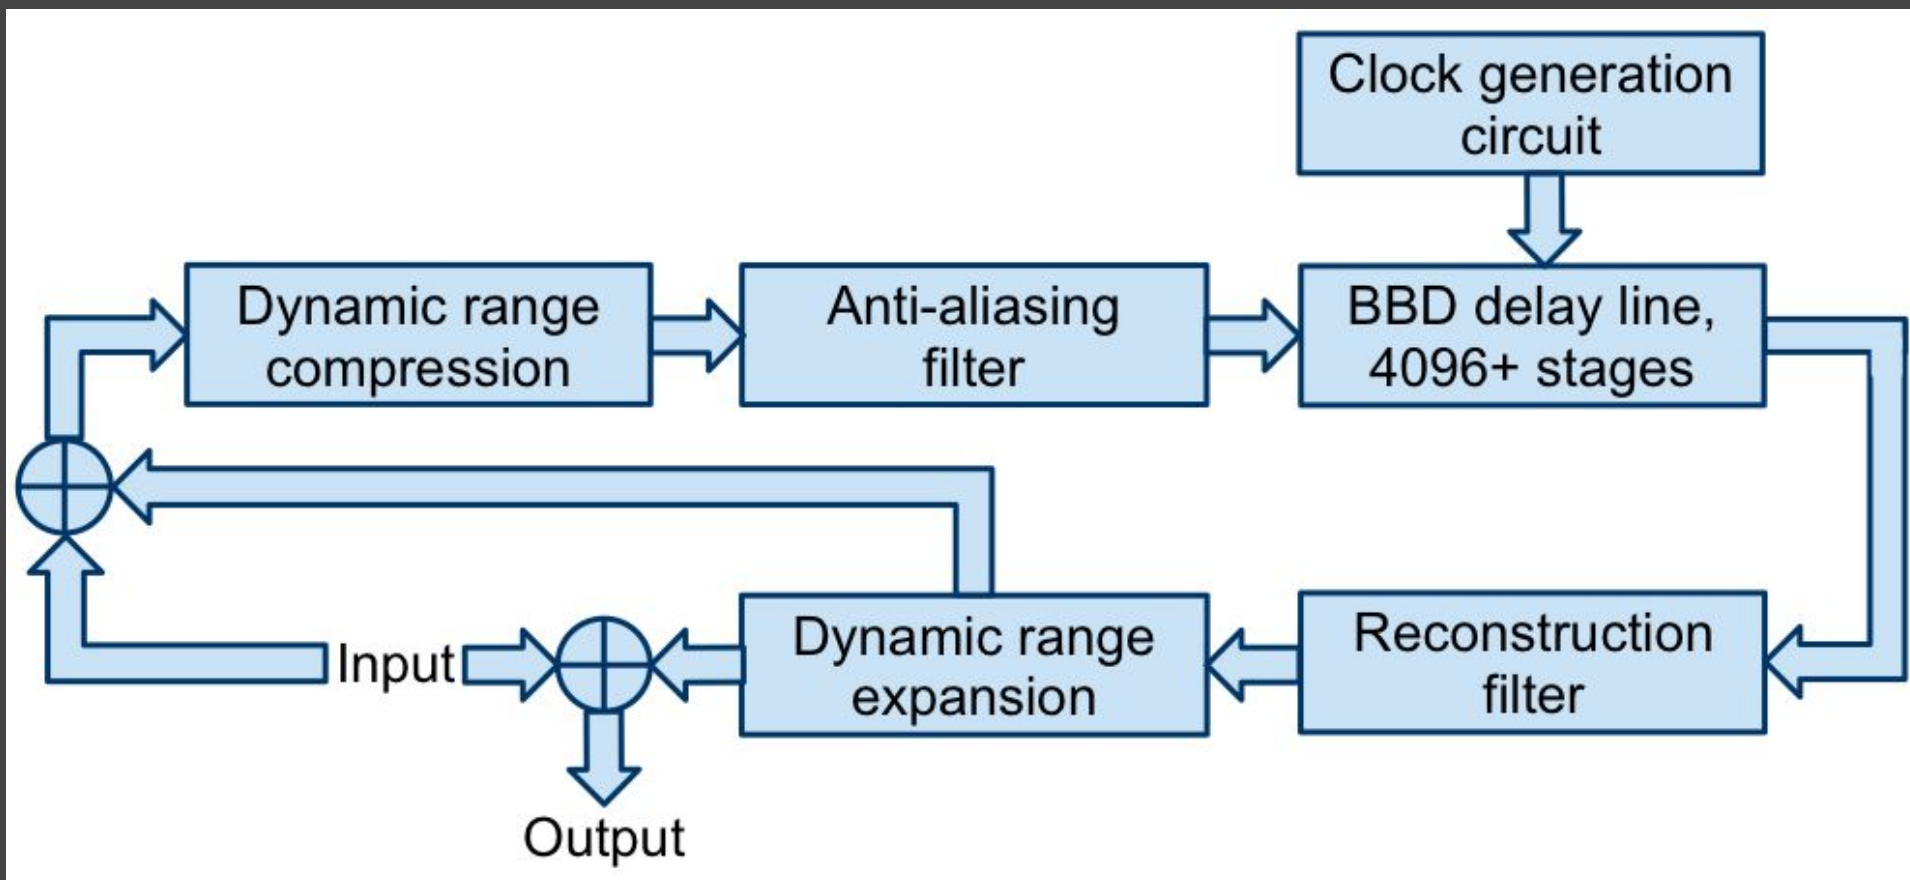 Clock generation
circuit
Dynamic range
compression
Anti-aliasing
filter
BBD delay line,
4096+ stages
Input
Dynamic range
expansion
Reconstruction
filter
Output